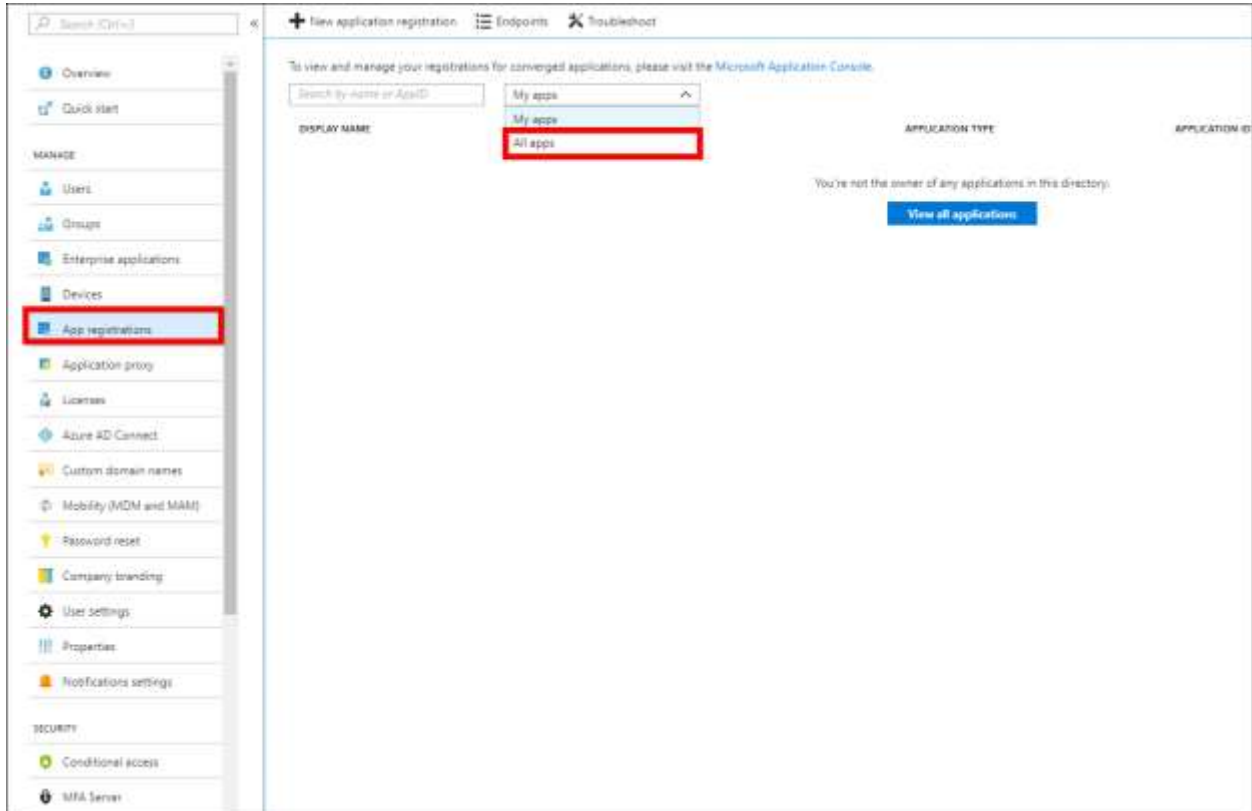 Search (Ctrl+/)
Overview
Quick start
MANAGE
Users
Groups
Enterprise applications
Devices
App registrations
Application proxy
Licenses
Azure AD Connect
Custom domain names
Mobility (MDM and MAM)
Password reset
Company branding
User settings
Properties
Notifications settings
SECURITY
Conditional access
MFA Server
New application registration Endpoints Troubleshoot
To view and manage your registrations for converged applications, please visit the Microsoft Application Console.
Search by name or AppID My apps
My apps
All apps
DISPLAY NAME APPLICATION TYPE APPLICATION ID
You're not the owner of any applications in this directory.
View all applications